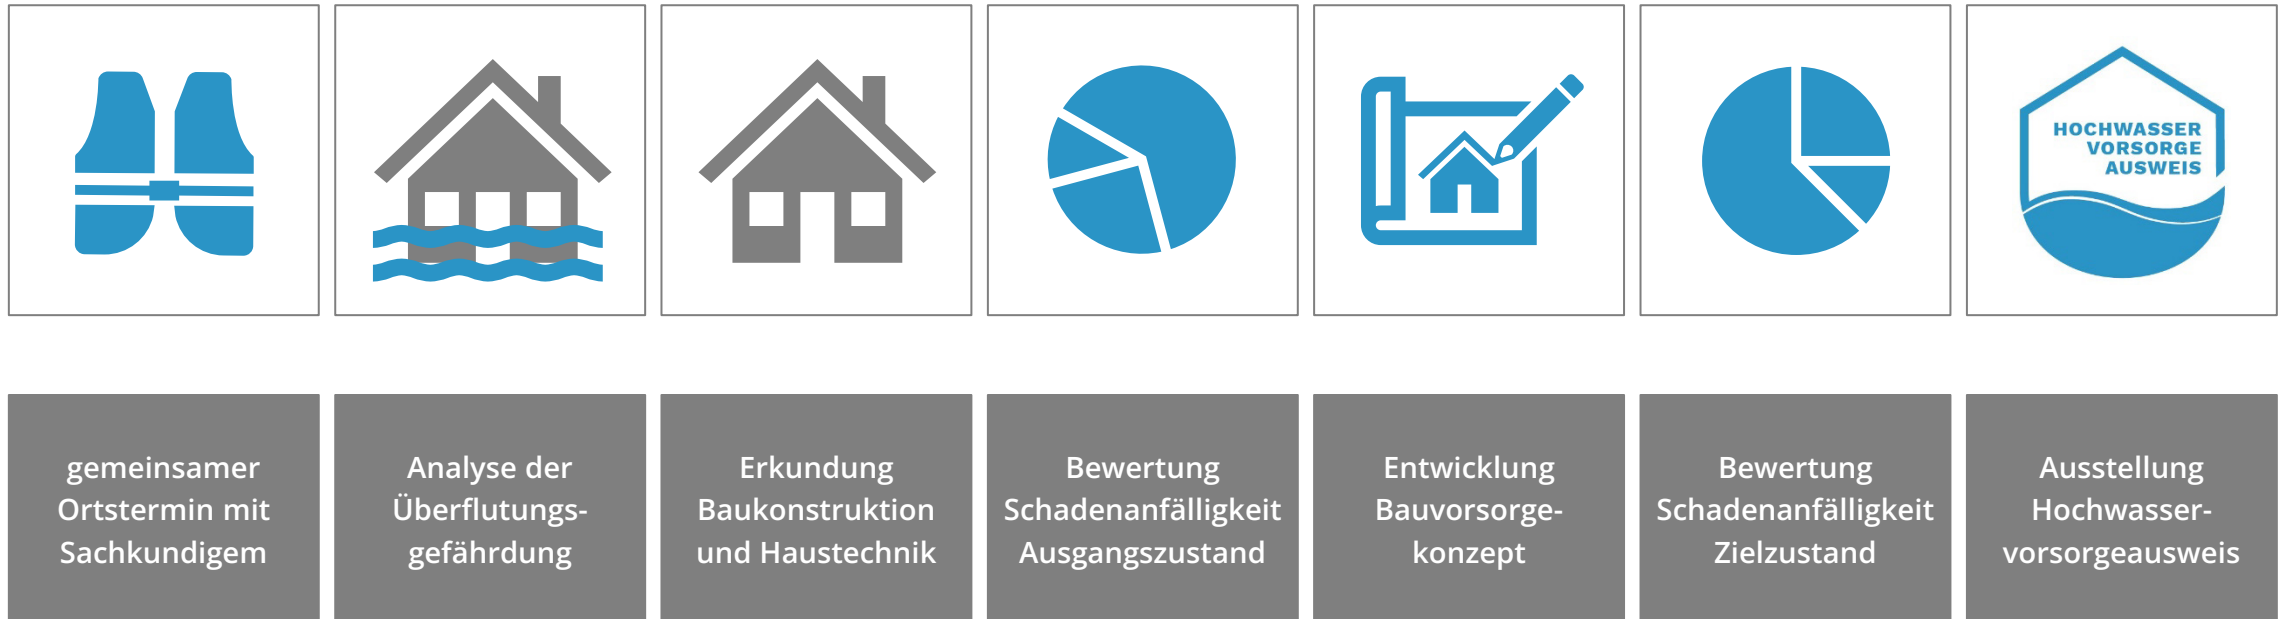 HOCHWASSER
VORSORGE
AUSWEIS
gemeinsamer
Ortstermin mit
Sachkundigem
Analyse der
Überflutungs-
gefährdung
Erkundung
Baukonstruktion
und Haustechnik
Bewertung
Schadenanfälligkeit
Ausgangszustand
Entwicklung
Bauvorsorge-
konzept
Bewertung
Schadenanfälligkeit
Zielzustand
Ausstellung
Hochwasser-
vorsorgeausweis